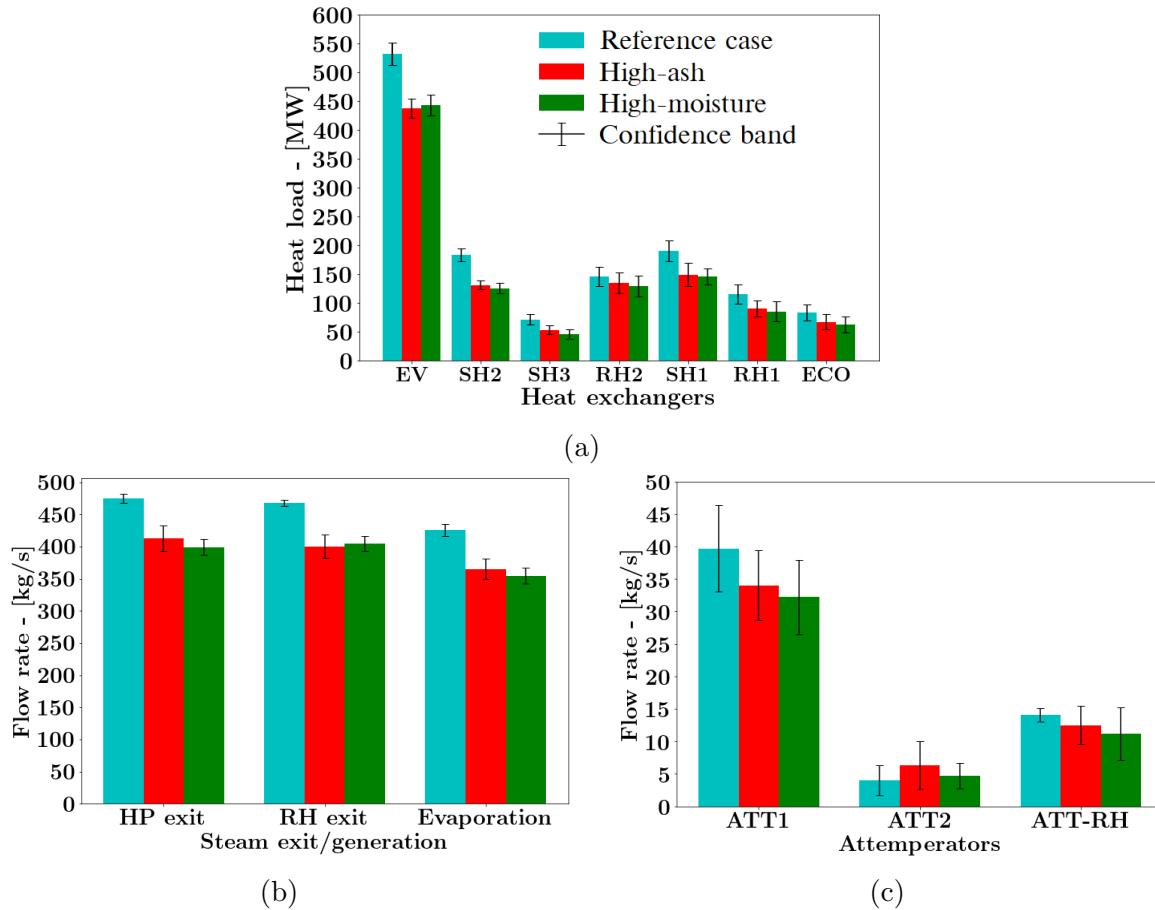 600
550
500
450
400
350
300
250
200
150
100
50
0
Heat load - [MW]
Reference case
High-ash
High-moisture
Confidence band
EV SH2 SH3 RH2 SH1 RH1 ECO
Heat exchangers
(a)
500
450
400
350
300
250
200
150
100
50
0
Flow rate - [kg/s]
HP exit RH exit Evaporation
Steam exit/generation
(b)
50
45
40
35
30
25
20
15
10
5
0
Flow rate - [kg/s]
ATT1 ATT2 ATT-RH
Attemperators
(c)